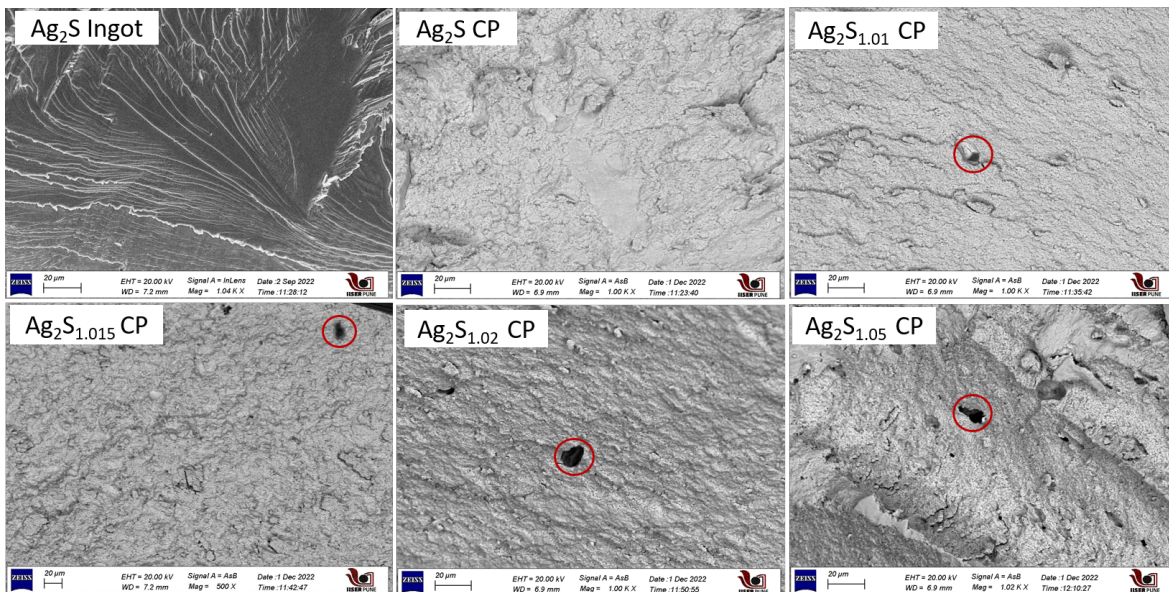 Ag₂S Ingot
20 µm
EHT = 20.00 kV Signal A = InLens Date :2 Sep 2022
WD = 7.2 mm Mag = 1.04 K X Time :11:28:12
ZEISS
IISER PUNE
Ag₂S CP
20 µm
EHT = 20.00 kV Signal A = AsB Date :1 Dec 2022
WD = 6.9 mm Mag = 1.00 K X Time :11:23:40
ZEISS
IISER PUNE
Ag₂S₁.₀₁ CP
20 µm
EHT = 20.00 kV Signal A = AsB Date :1 Dec 2022
WD = 6.9 mm Mag = 1.00 K X Time :11:35:42
ZEISS
IISER PUNE
Ag₂S₁.₀₁₅ CP
20 µm
EHT = 20.00 kV Signal A = AsB Date :1 Dec 2022
WD = 7.2 mm Mag = 500 X Time :11:42:47
ZEISS
IISER PUNE
Ag₂S₁.₀₂ CP
20 µm
EHT = 20.00 kV Signal A = AsB Date :1 Dec 2022
WD = 6.9 mm Mag = 1.00 K X Time :11:50:55
ZEISS
IISER PUNE
Ag₂S₁.₀₅ CP
20 µm
EHT = 20.00 kV Signal A = AsB Date :1 Dec 2022
WD = 6.9 mm Mag = 1.02 K X Time :12:10:27
ZEISS
IISER PUNE